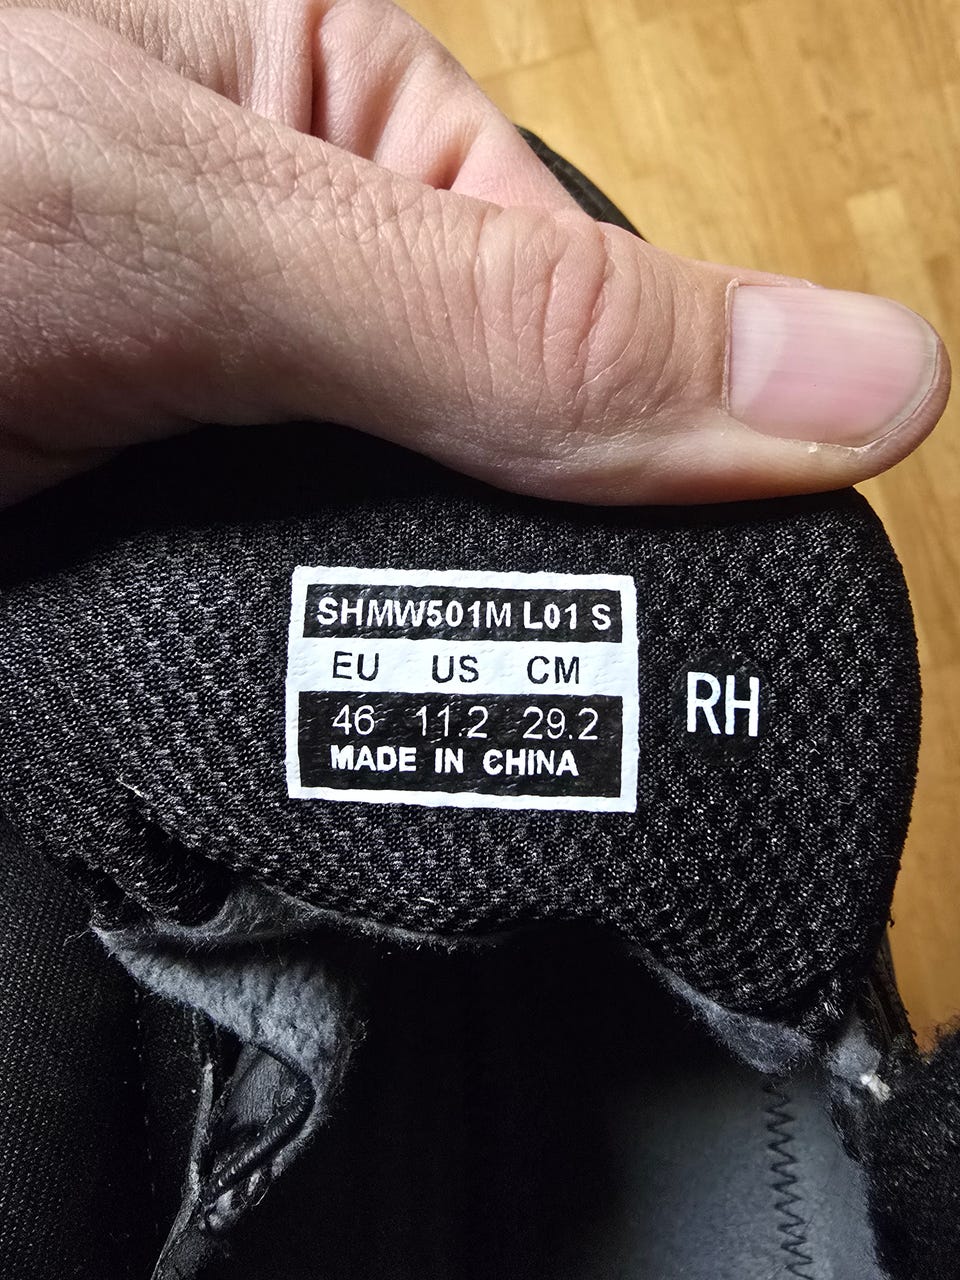 SHMW501M L01 S
EU US CM
46 11.2 29.2
MADE IN CHINA
RH